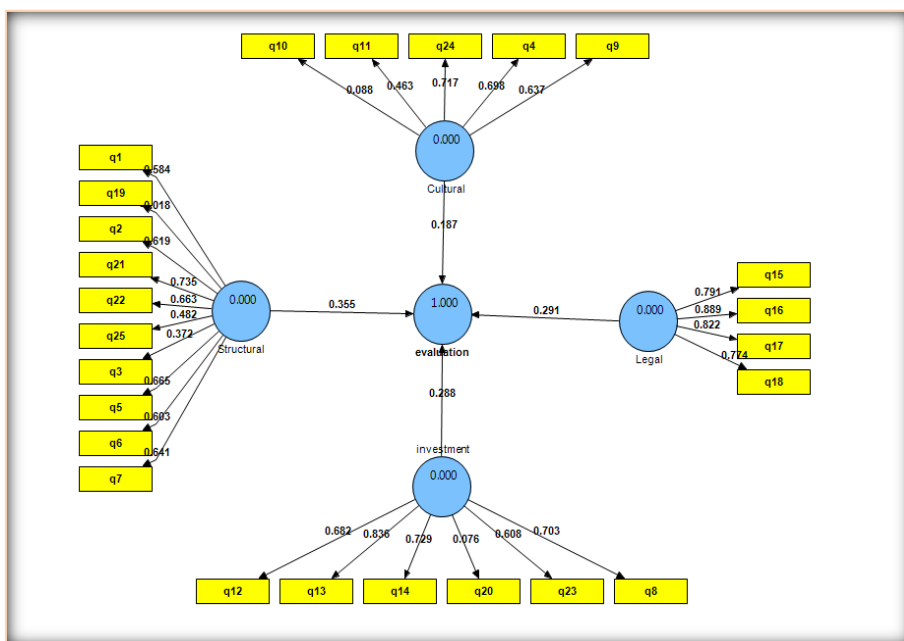 q10 q11 q24 q4 q9
0.088 0.463 0.717 0.698 0.637
0.000
Cultural
0.187
q1
q19
q2
q21
q22
q25
q3
q5
q6
q7
0.584
0.018
0.619
0.735
0.663
0.482
0.372
0.665
0.603
0.641
0.000
Structural
0.355
1.000
evaluation
0.291
0.000
Legal
0.791
0.889
0.822
0.774
q15
q16
q17
q18
0.288
investment
0.000
0.682 0.836 0.729 0.076 0.608 0.703
q12 q13 q14 q20 q23 q8